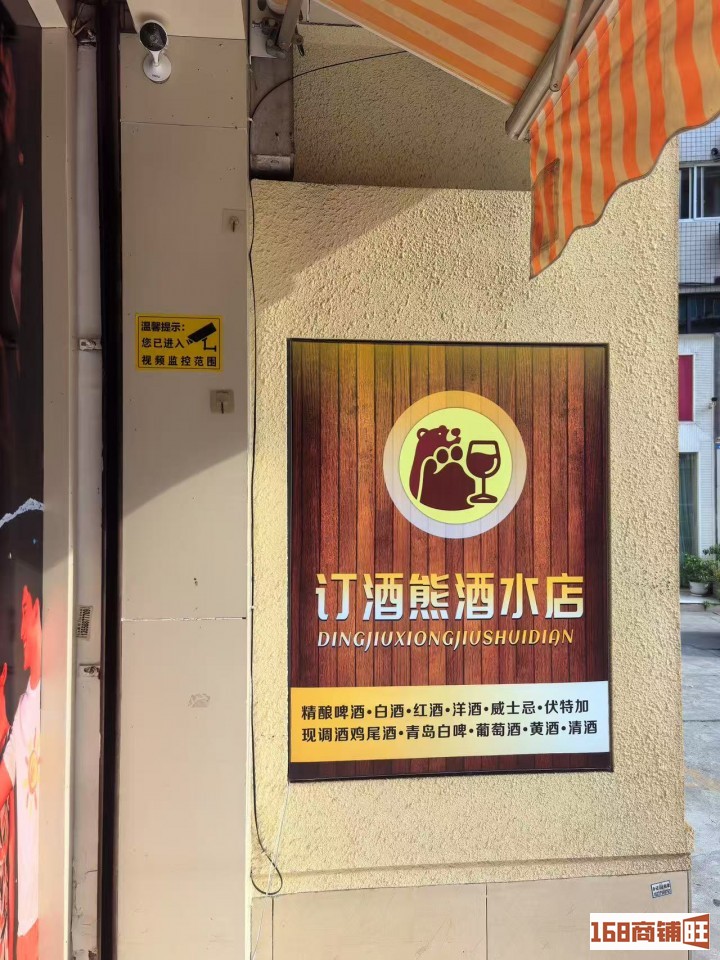 温馨提示:
您已进入
视频监控范围
订酒熊酒水店
DINGJIUXIONGJIUSHUIDIAN
精酿啤酒•白酒•红酒•洋酒•威士忌•伏特加
现调酒鸡尾酒•青岛白啤•葡萄酒•黄酒•清酒
168商铺旺